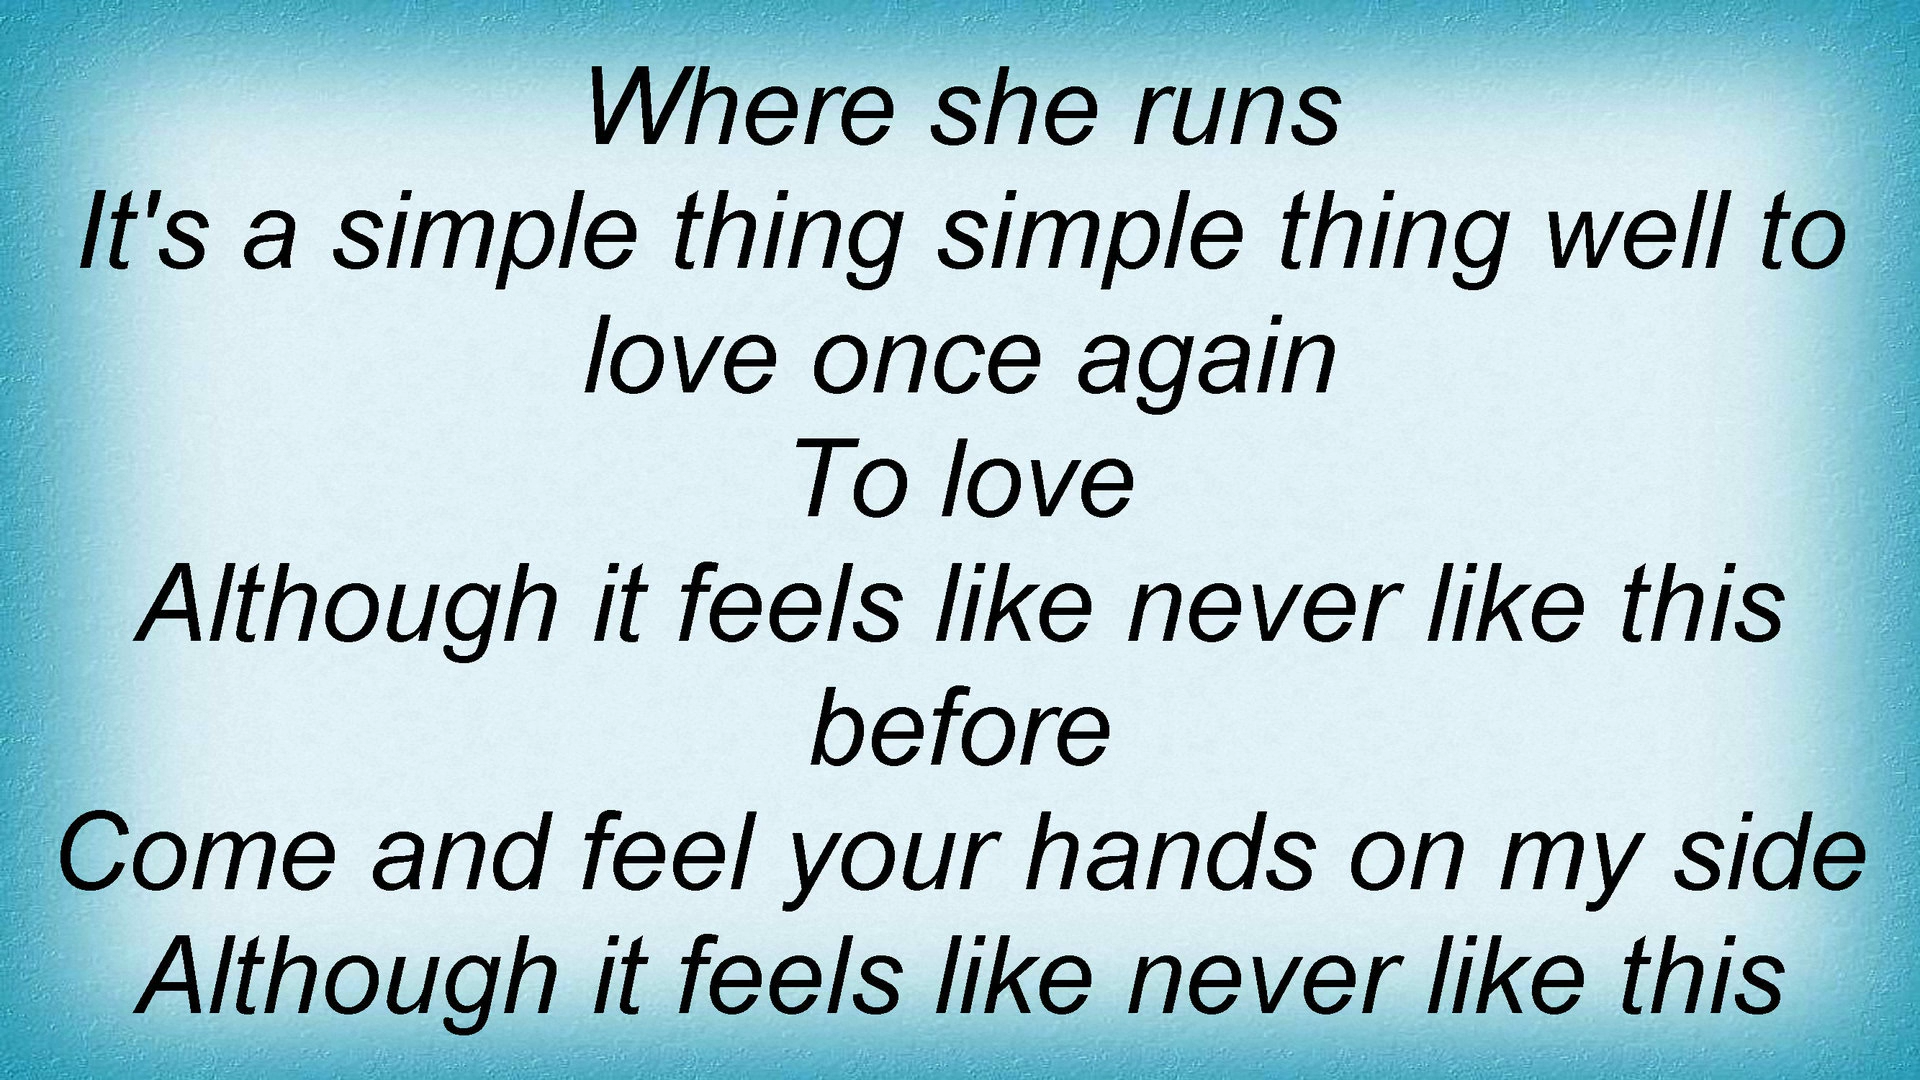 Where she runs
It's a simple thing simple thing well to
love once again
To love
Although it feels like never like this
before
Come and feel your hands on my side
Although it feels like never like this